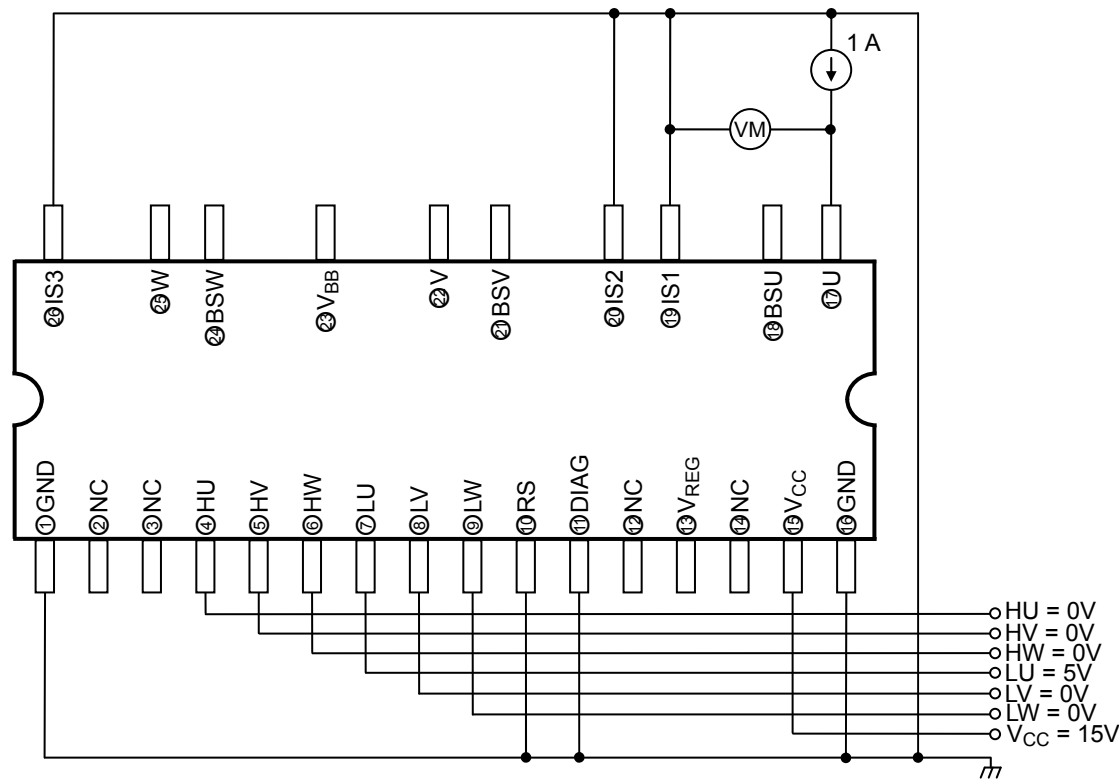 1 A
VM
㉖IS3
㉕W
㉔BSW
㉓VBB
㉒V
㉑BSV
⑳IS2
⑲IS1
⑱BSU
⑰U
①GND
②NC
③NC
④HU
⑤HV
⑥HW
⑦LU
⑧LV
⑨LW
⑩RS
⑪DIAG
⑫NC
⑬VREG
⑭NC
⑮VCC
⑯GND
HU = 0V
HV = 0V
HW = 0V
LU = 5V
LV = 0V
LW = 0V
VCC = 15V